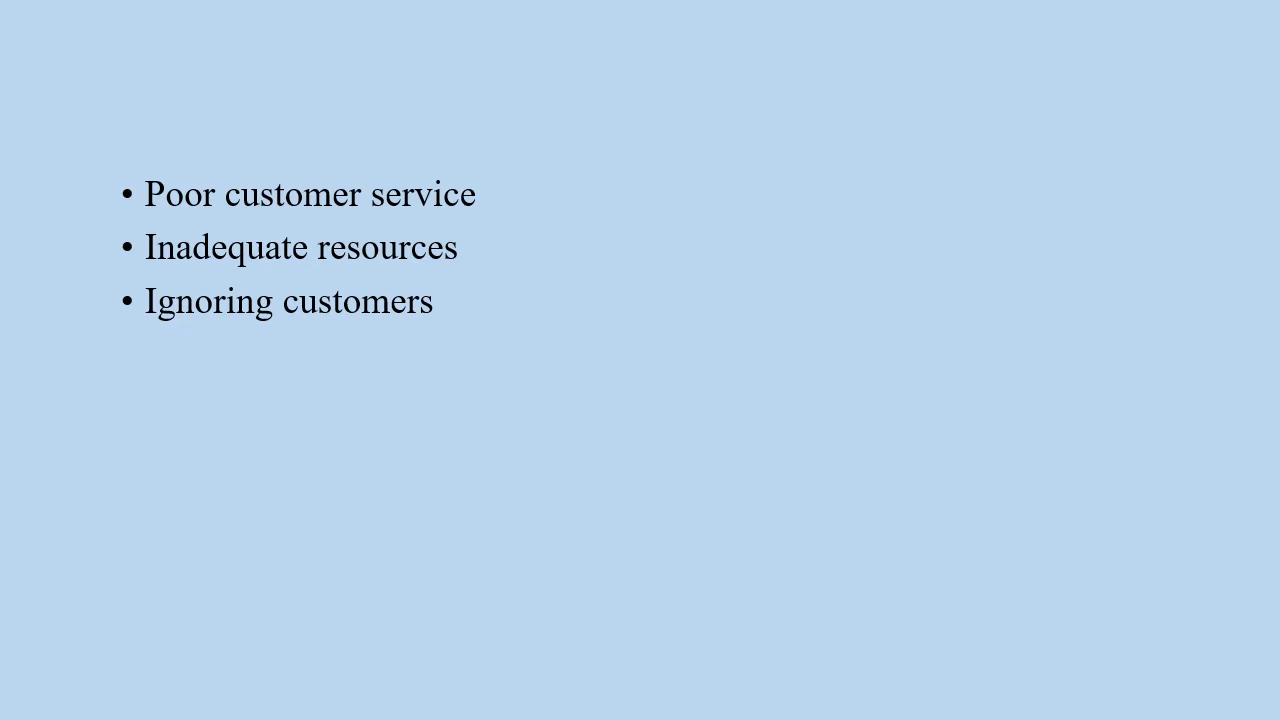 • Poor customer service
• Inadequate resources
• Ignoring customers